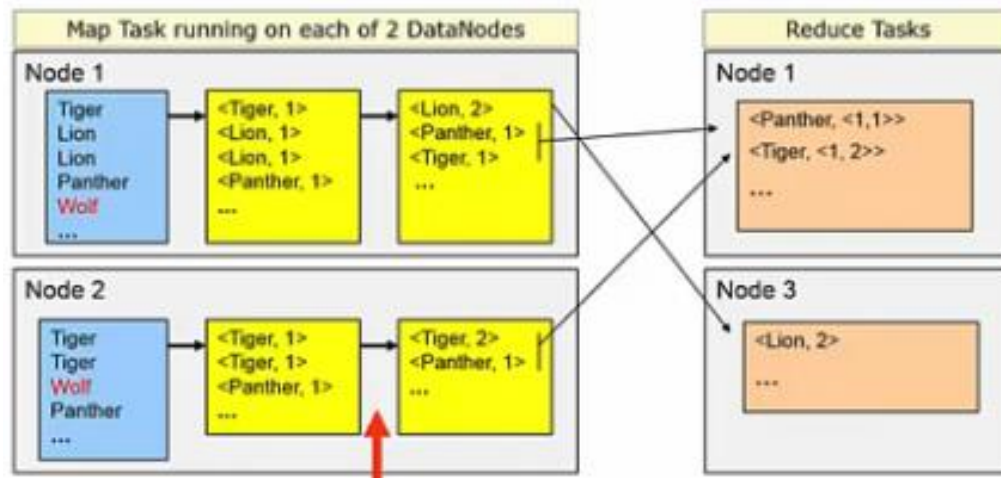 Map Task running on each of 2 DataNodes
Node 1
Tiger
Lion
Lion
Panther
Wolf
...
<Tiger, 1>
<Lion, 1>
<Lion, 1>
<Panther, 1>
...
<Lion, 2>
<Panther, 1>
<Tiger, 1>
...
Node 2
Tiger
Tiger
Wolf
Panther
...
<Tiger, 1>
<Tiger, 1>
<Panther, 1>
...
<Tiger, 2>
<Panther, 1>
...
Reduce Tasks
Node 1
<Panther, <1,1>>
<Tiger, <1, 2>>
...
Node 3
<Lion, 2>
...